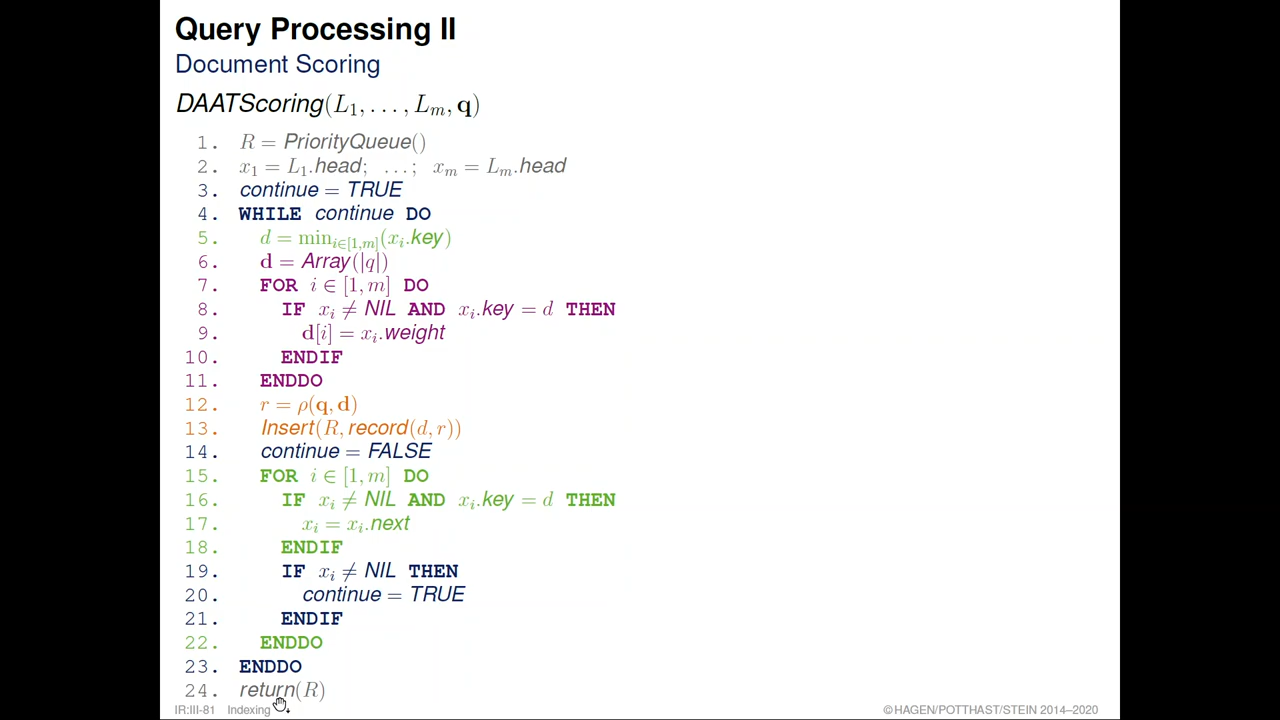 Query Processing II
Document Scoring
DAATScoring(L₁, . . . , Lₘ, q)
1. R = PriorityQueue()
2. x₁ = L₁.head; . . . ; xₘ = Lₘ.head
3. continue = TRUE
4. WHILE continue DO
5. d = min_{i∈[1,m]}(xᵢ.key)
6. d = Array(|q|)
7. FOR i ∈ [1, m] DO
8. IF xᵢ ≠ NIL AND xᵢ.key = d THEN
9. d[i] = xᵢ.weight
10. ENDIF
11. ENDDO
12. r = ρ(q, d)
13. Insert(R, record(d, r))
14. continue = FALSE
15. FOR i ∈ [1, m] DO
16. IF xᵢ ≠ NIL AND xᵢ.key = d THEN
17. xᵢ = xᵢ.next
18. ENDIF
19. IF xᵢ ≠ NIL THEN
20. continue = TRUE
21. ENDIF
22. ENDDO
23. ENDDO
24. return(R)
IR:III-81 Indexing ©HAGEN/POTTHAST/STEIN 2014–2020